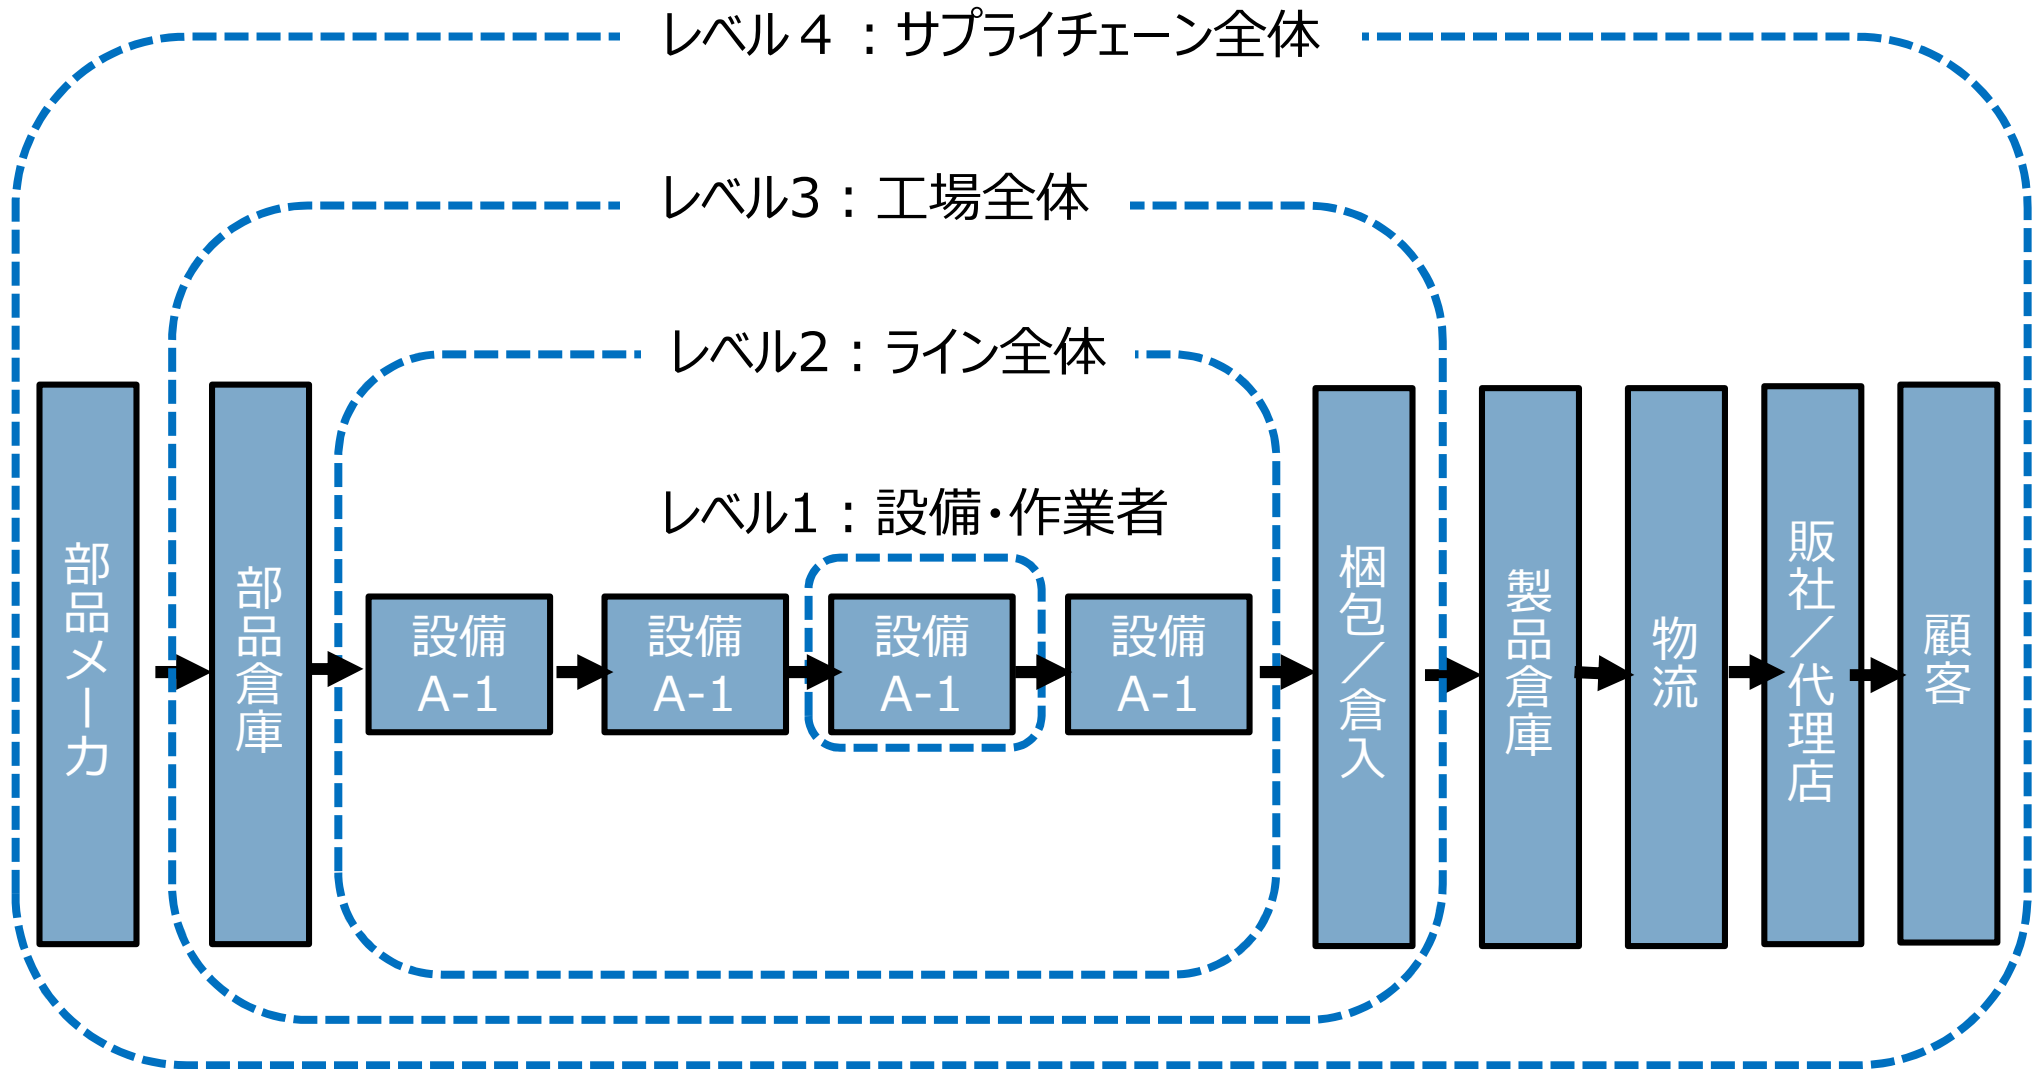 レベル４：サプライチェーン全体
レベル3：工場全体
レベル2：ライン全体
レベル1：設備・作業者
部品メーカ
部品倉庫
設備
A-1
設備
A-1
設備
A-1
設備
A-1
梱包／倉入
製品倉庫
物流
販社／代理店
顧客